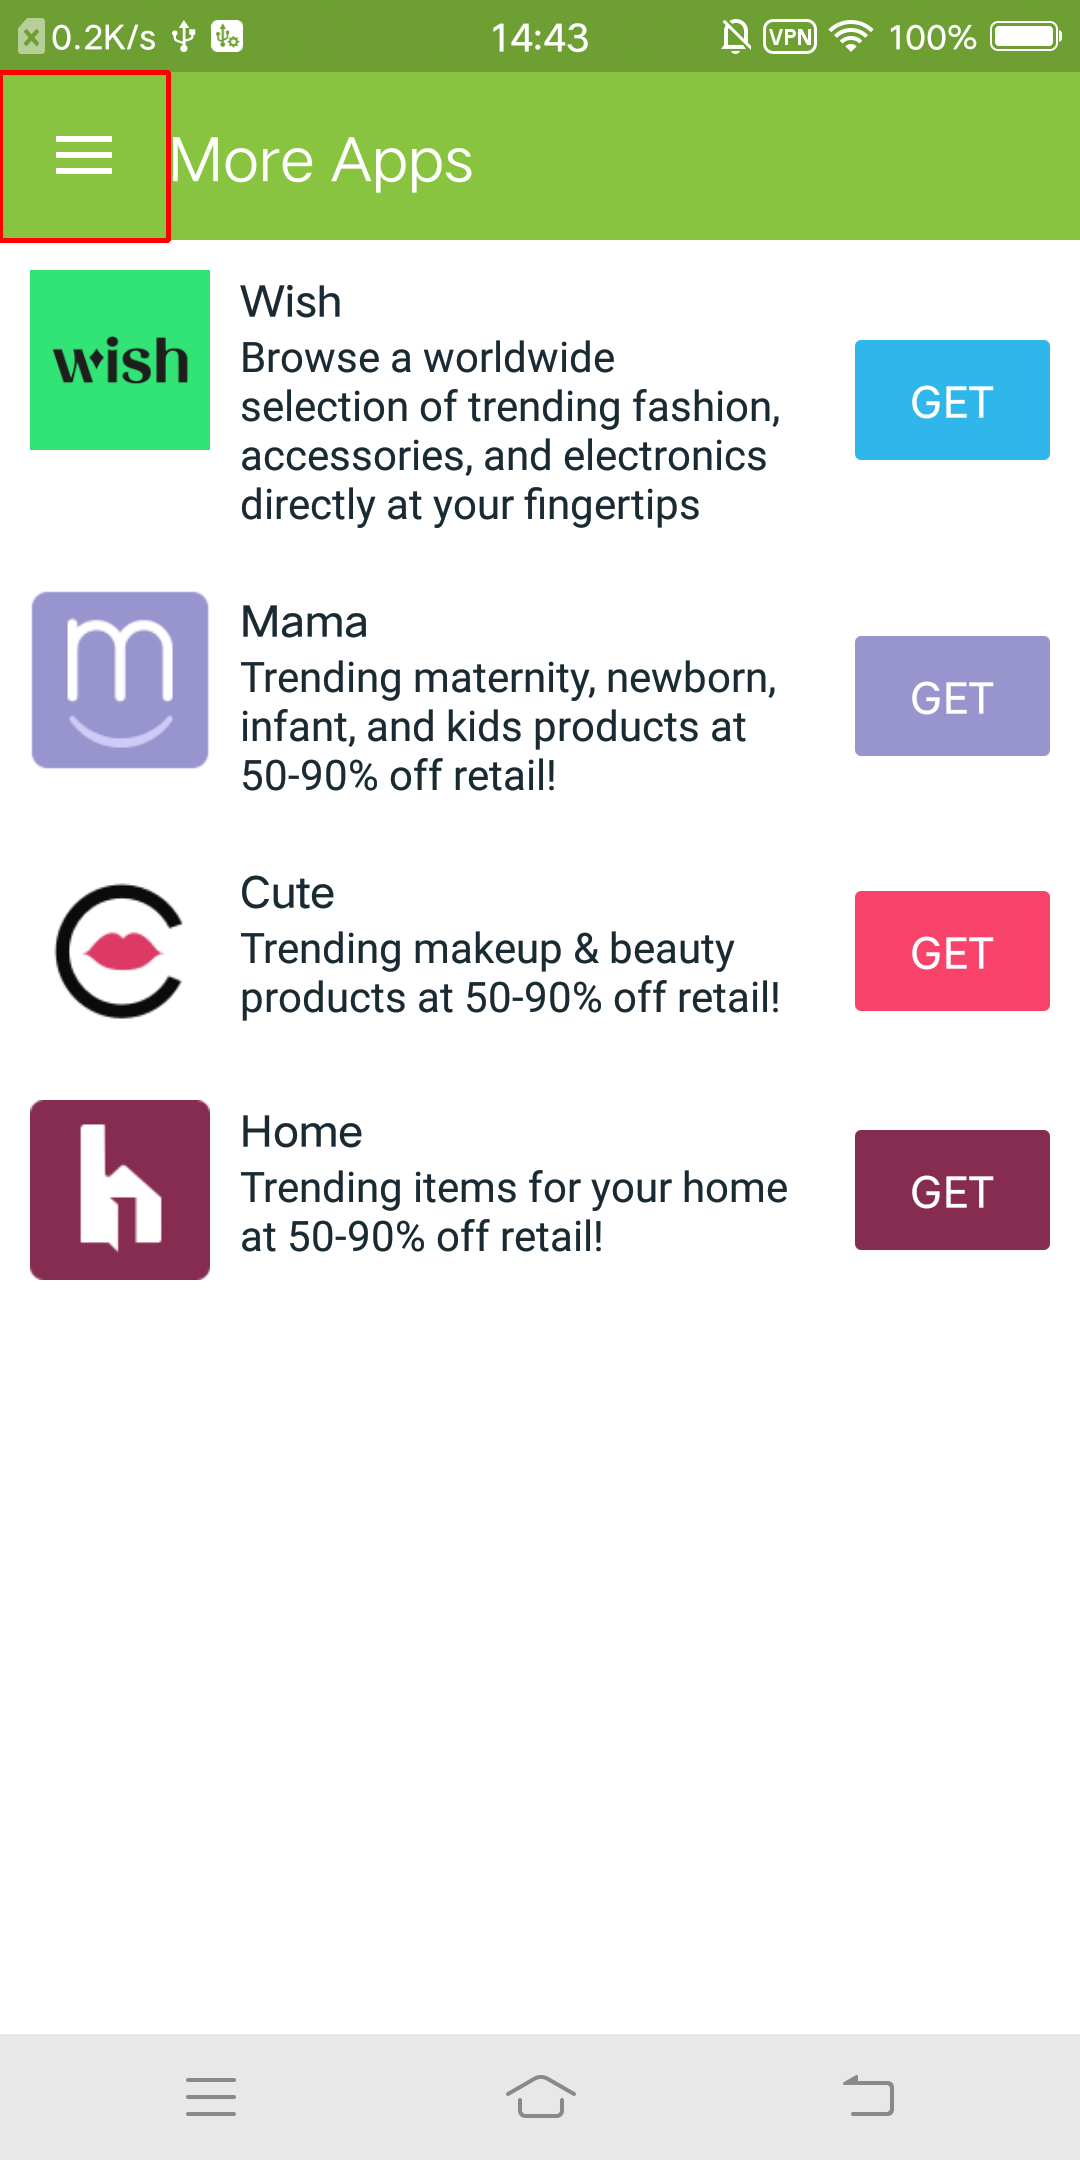 0.2K/s 14:43 VPN 100%
More Apps
wish
Wish
Browse a worldwide
selection of trending fashion,
accessories, and electronics
directly at your fingertips
GET
m
Mama
Trending maternity, newborn,
infant, and kids products at
50-90% off retail!
GET
Cute
Trending makeup & beauty
products at 50-90% off retail!
GET
h
Home
Trending items for your home
at 50-90% off retail!
GET